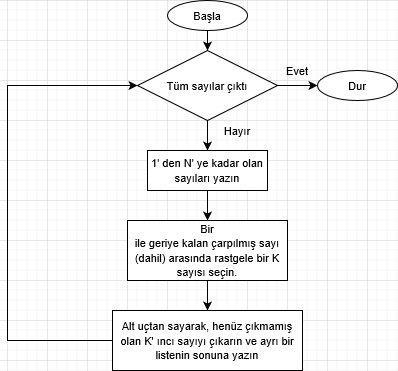 Başla
Tüm sayılar çıktı
Evet
Dur
Hayır
1' den N' ye kadar olan
sayıları yazın
Bir
ile geriye kalan çarpılmış sayı
(dahil) arasında rastgele bir K
sayısı seçin.
Alt uçtan sayarak, henüz çıkmamış
olan K' ıncı sayıyı çıkarın ve ayrı bir
listenin sonuna yazın